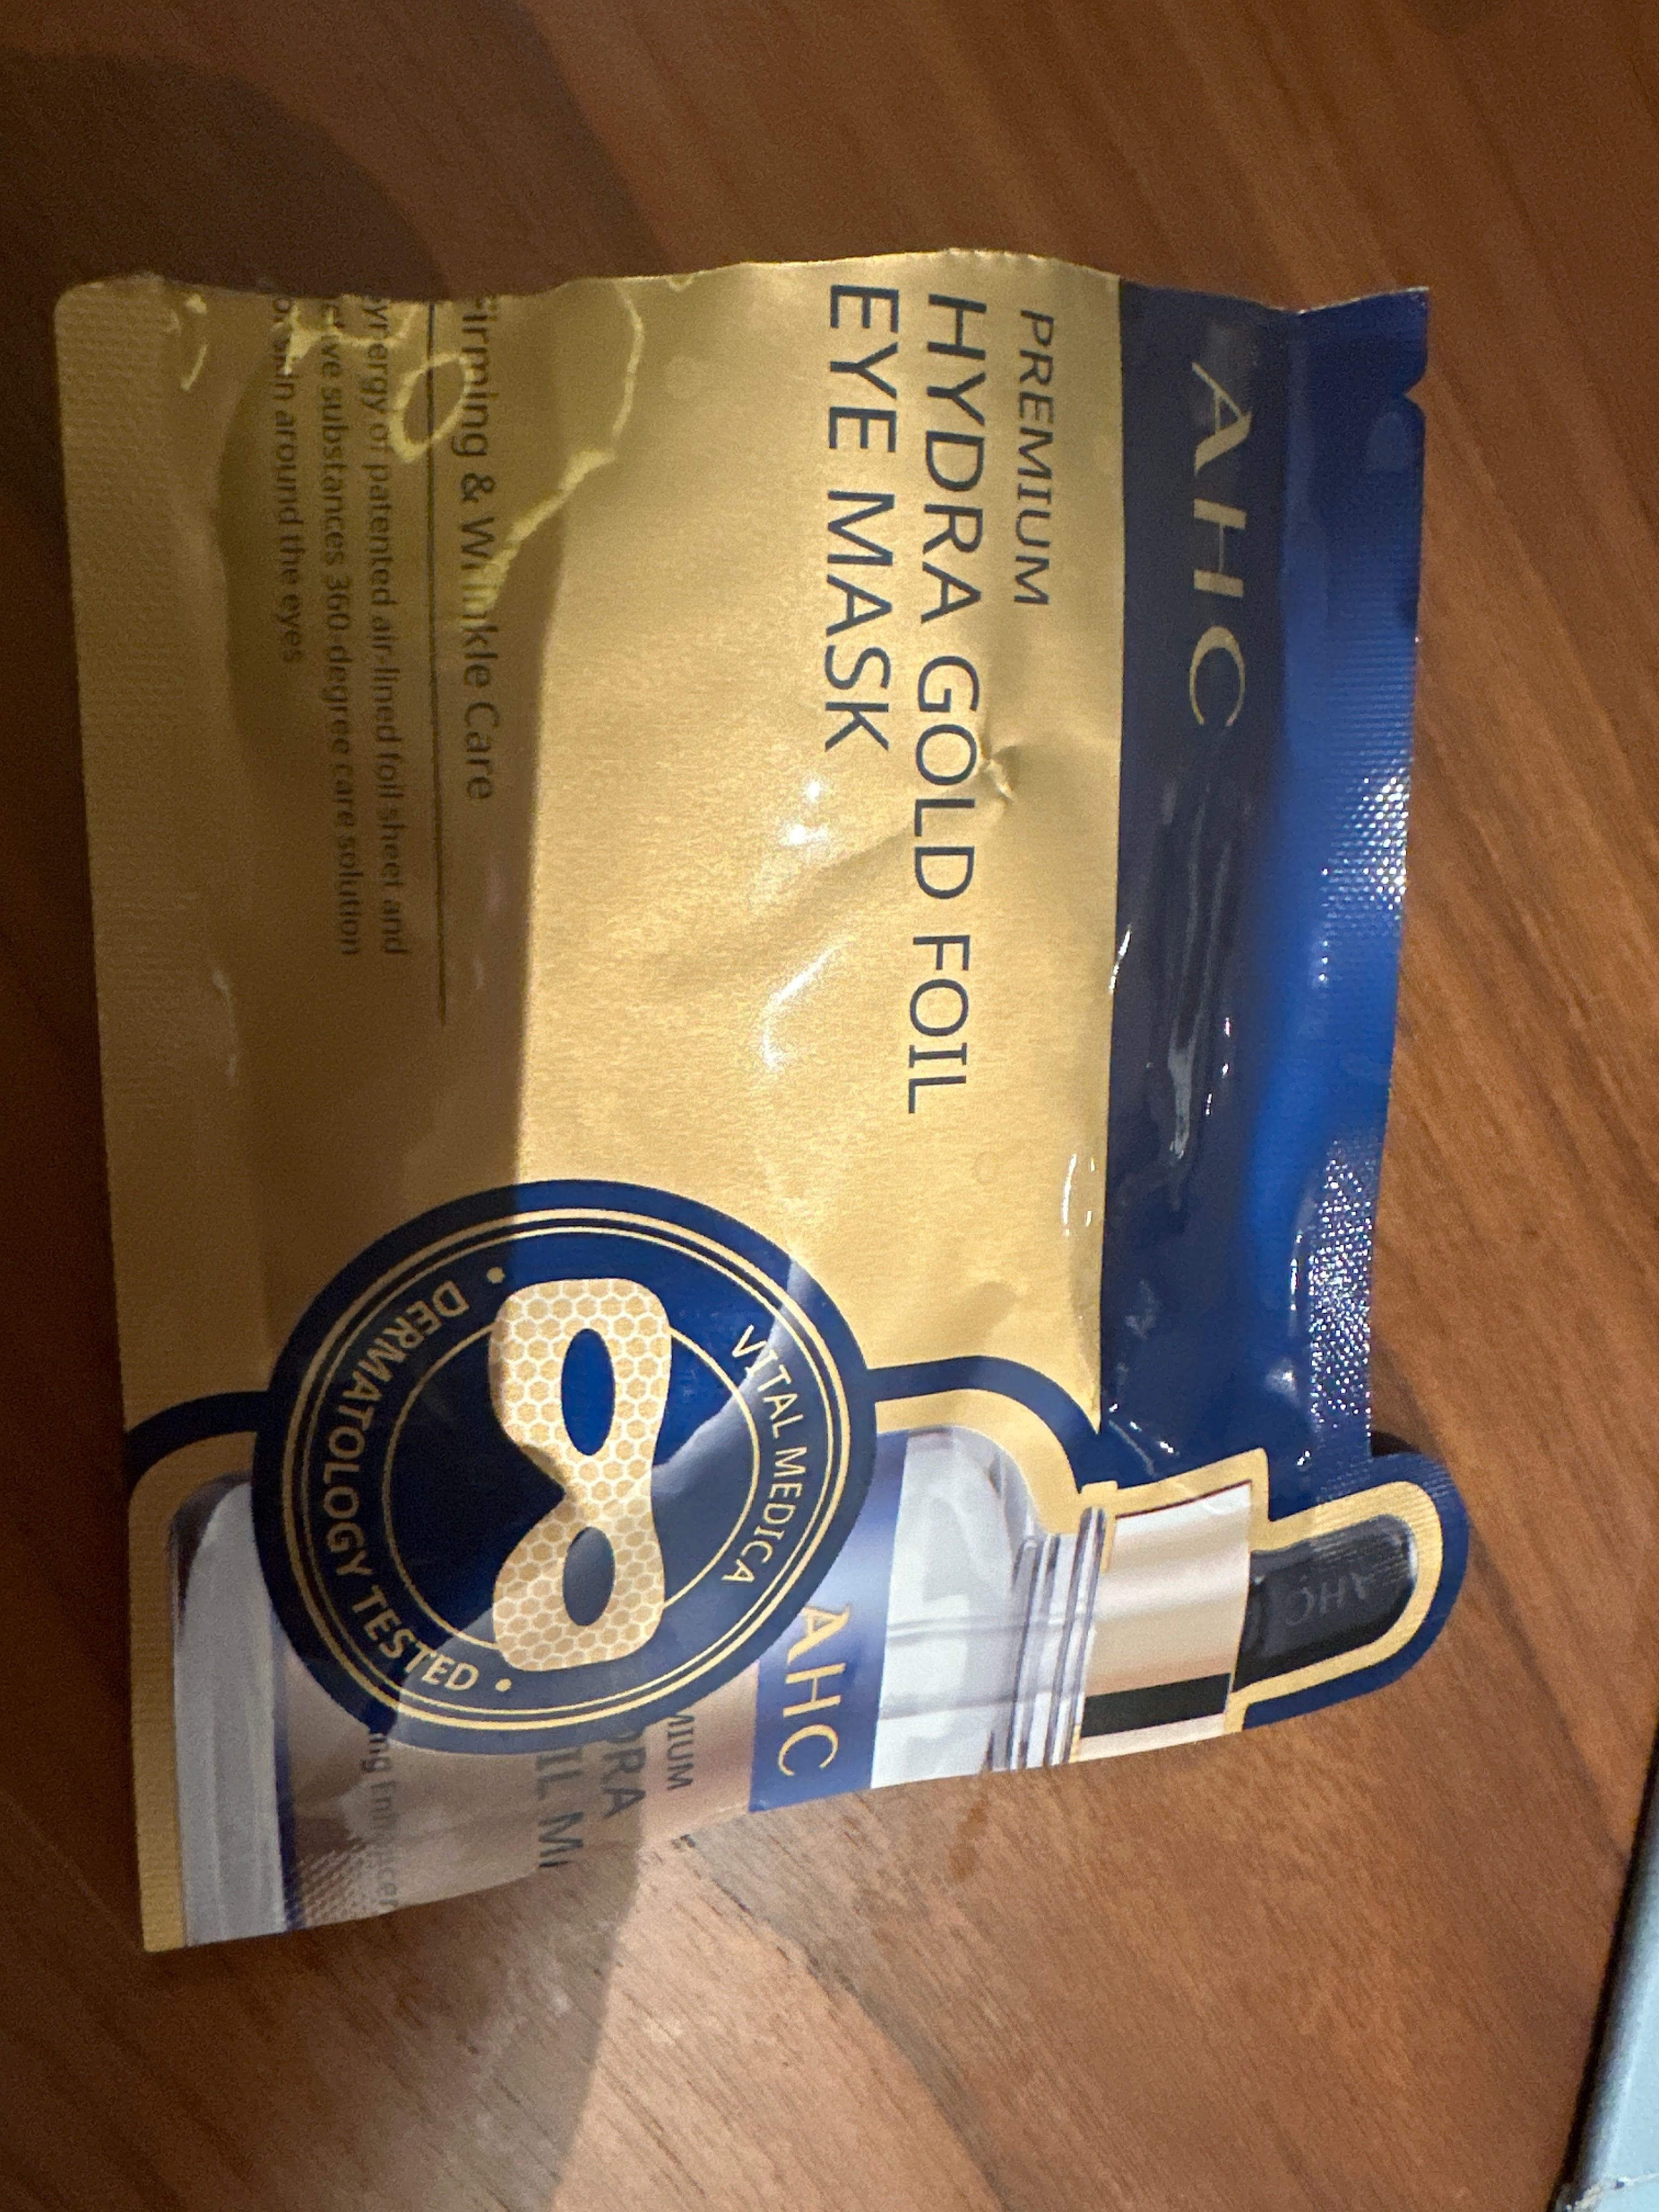 AHC
PREMIUM
HYDRA GOLD FOIL
EYE MASK
Firming & Wrinkle Care
Synergy of patented air-lined foil sheet and
substances 360-degree care solution
around the eyes
VITAL MEDICA
• DERMATOLOGY TESTED •
AHC
AHC